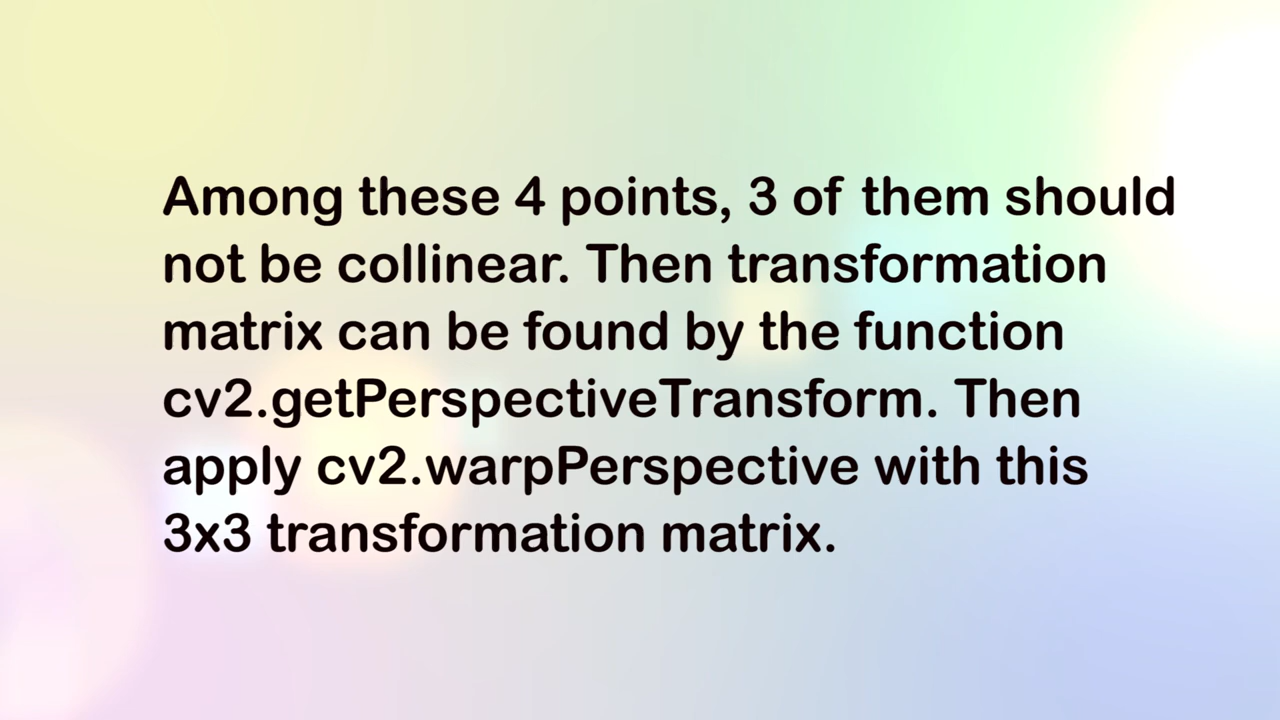 Among these 4 points, 3 of them should
not be collinear. Then transformation
matrix can be found by the function
cv2.getPerspectiveTransform. Then
apply cv2.warpPerspective with this
3x3 transformation matrix.